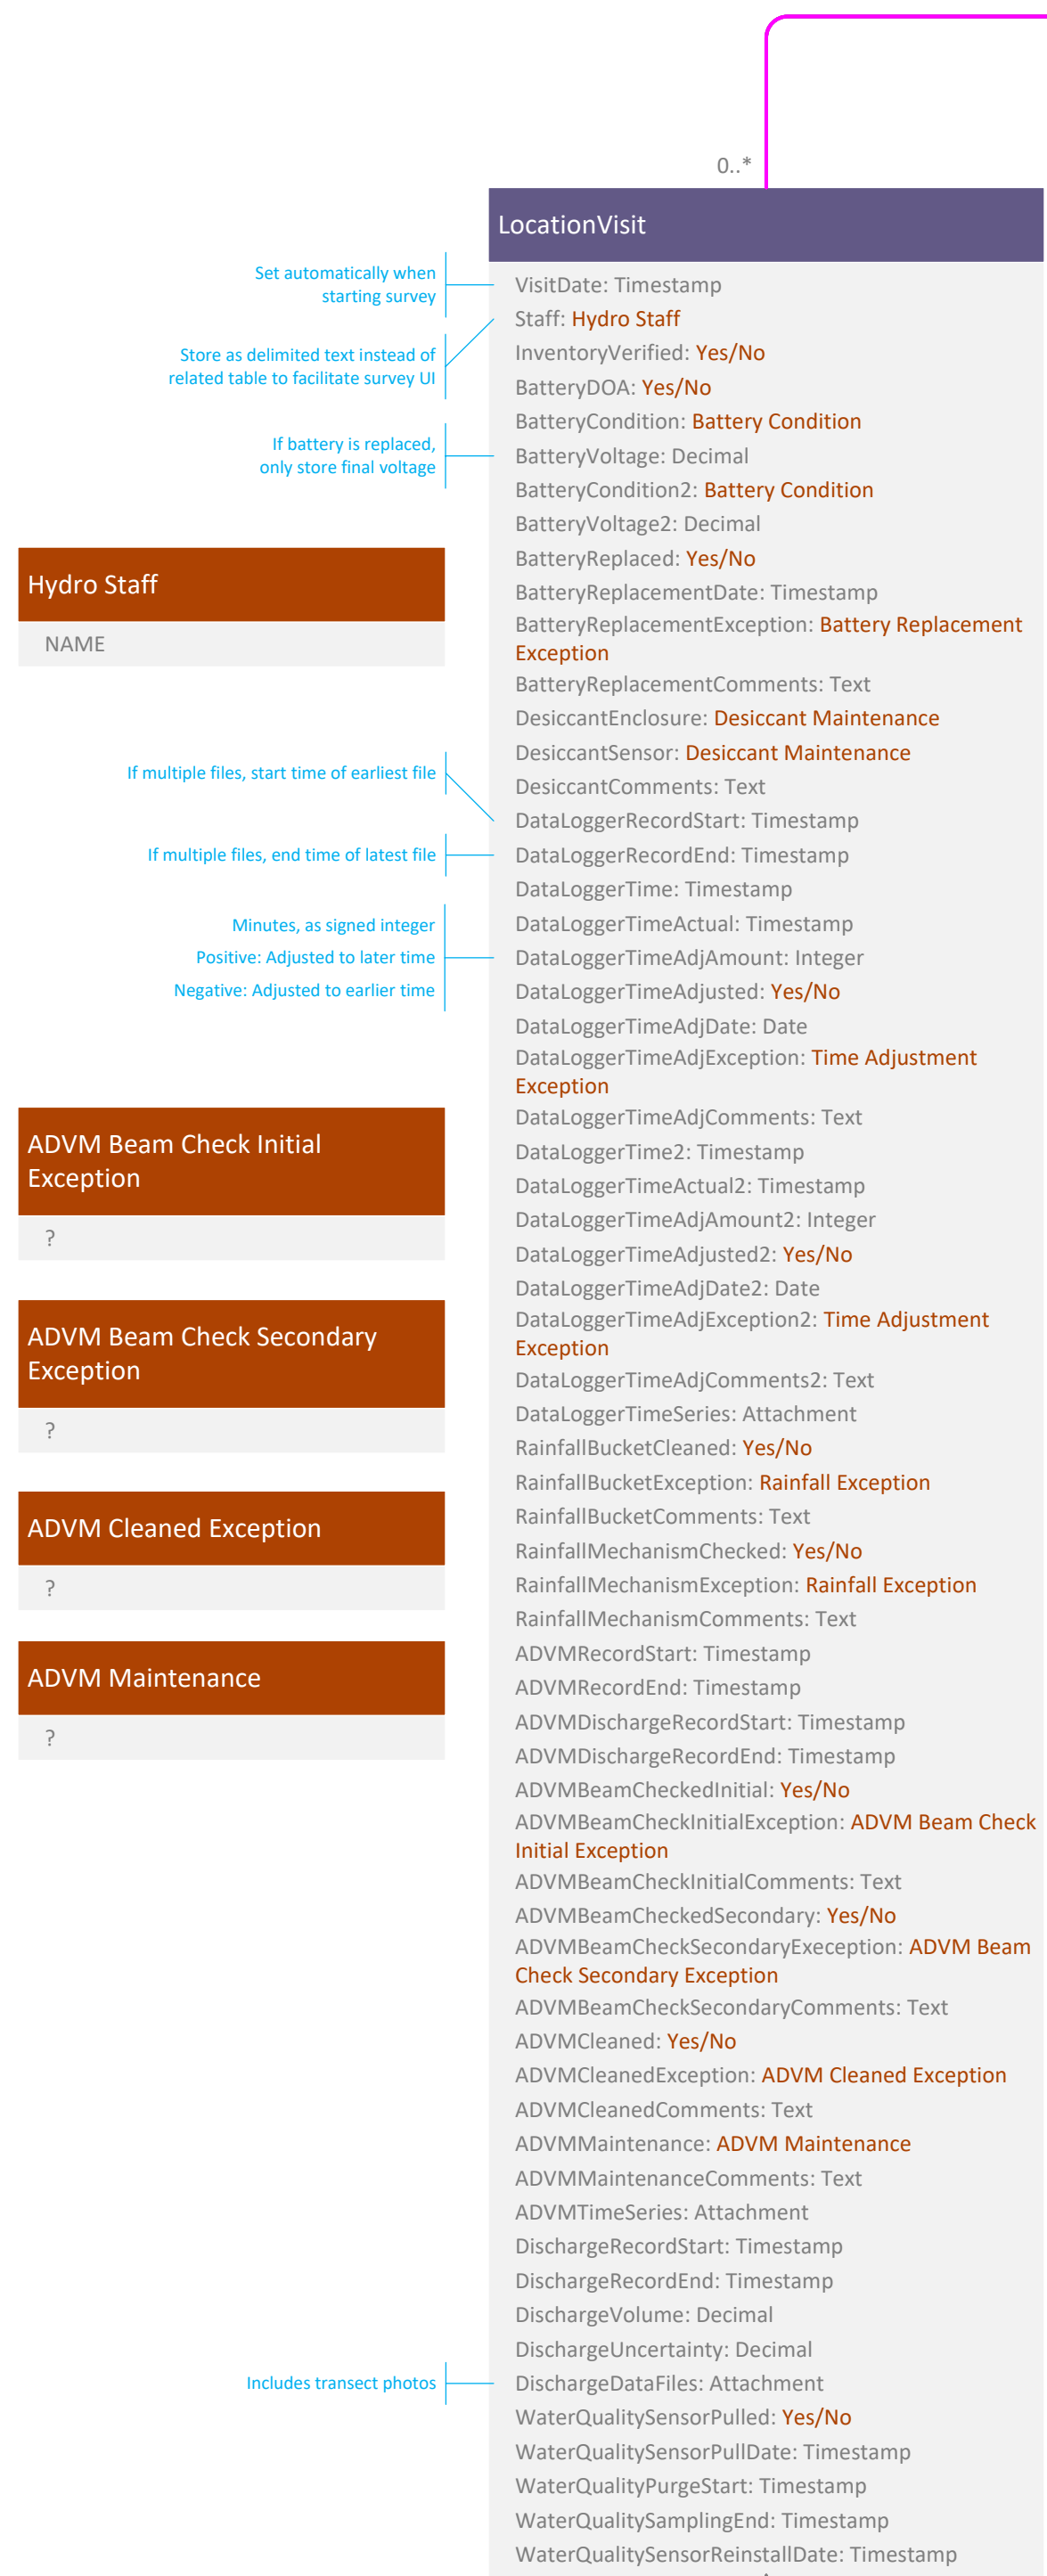 0..*
LocationVisit
Set automatically when
starting survey
Store as delimited text instead of
related table to facilitate survey UI
If battery is replaced,
only store final voltage
Hydro Staff
NAME
If multiple files, start time of earliest file
If multiple files, end time of latest file
Minutes, as signed integer
Positive: Adjusted to later time
Negative: Adjusted to earlier time
ADVM Beam Check Initial
Exception
?
ADVM Beam Check Secondary
Exception
?
ADVM Cleaned Exception
?
ADVM Maintenance
?
Includes transect photos
VisitDate: Timestamp
Staff: Hydro Staff
InventoryVerified: Yes/No
BatteryDOA: Yes/No
BatteryCondition: Battery Condition
BatteryVoltage: Decimal
BatteryCondition2: Battery Condition
BatteryVoltage2: Decimal
BatteryReplaced: Yes/No
BatteryReplacementDate: Timestamp
BatteryReplacementException: Battery Replacement
Exception
BatteryReplacementComments: Text
DesiccantEnclosure: Desiccant Maintenance
DesiccantSensor: Desiccant Maintenance
DesiccantComments: Text
DataLoggerRecordStart: Timestamp
DataLoggerRecordEnd: Timestamp
DataLoggerTime: Timestamp
DataLoggerTimeActual: Timestamp
DataLoggerTimeAdjAmount: Integer
DataLoggerTimeAdjusted: Yes/No
DataLoggerTimeAdjDate: Date
DataLoggerTimeAdjException: Time Adjustment
Exception
DataLoggerTimeAdjComments: Text
DataLoggerTime2: Timestamp
DataLoggerTimeActual2: Timestamp
DataLoggerTimeAdjAmount2: Integer
DataLoggerTimeAdjusted2: Yes/No
DataLoggerTimeAdjDate2: Date
DataLoggerTimeAdjException2: Time Adjustment
Exception
DataLoggerTimeAdjComments2: Text
DataLoggerTimeSeries: Attachment
RainfallBucketCleaned: Yes/No
RainfallBucketException: Rainfall Exception
RainfallBucketComments: Text
RainfallMechanismChecked: Yes/No
RainfallMechanismException: Rainfall Exception
RainfallMechanismComments: Text
ADVMRecordStart: Timestamp
ADVMRecordEnd: Timestamp
ADVMDischargeRecordStart: Timestamp
ADVMDischargeRecordEnd: Timestamp
ADVMBeamCheckedInitial: Yes/No
ADVMBeamCheckInitialException: ADVM Beam Check
Initial Exception
ADVMBeamCheckInitialComments: Text
ADVMBeamCheckedSecondary: Yes/No
ADVMBeamCheckSecondaryExeception: ADVM Beam
Check Secondary Exception
ADVMBeamCheckSecondaryComments: Text
ADVMCleaned: Yes/No
ADVMCleanedException: ADVM Cleaned Exception
ADVMCleanedComments: Text
ADVMMaintenance: ADVM Maintenance
ADVMMaintenanceComments: Text
ADVMTimeSeries: Attachment
DischargeRecordStart: Timestamp
DischargeRecordEnd: Timestamp
DischargeVolume: Decimal
DischargeUncertainty: Decimal
DischargeDataFiles: Attachment
WaterQualitySensorPulled: Yes/No
WaterQualitySensorPullDate: Timestamp
WaterQualityPurgeStart: Timestamp
WaterQualitySamplingEnd: Timestamp
WaterQualitySensorReinstallDate: Timestamp